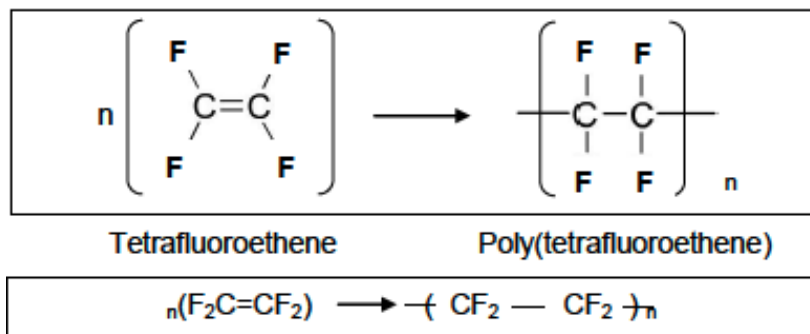 F F F F
n C=C C C
F F F F n
Tetrafluoroethene Poly(tetrafluoroethene)
n(F₂C=CF₂) ⟶ –( CF₂ — CF₂ )–n